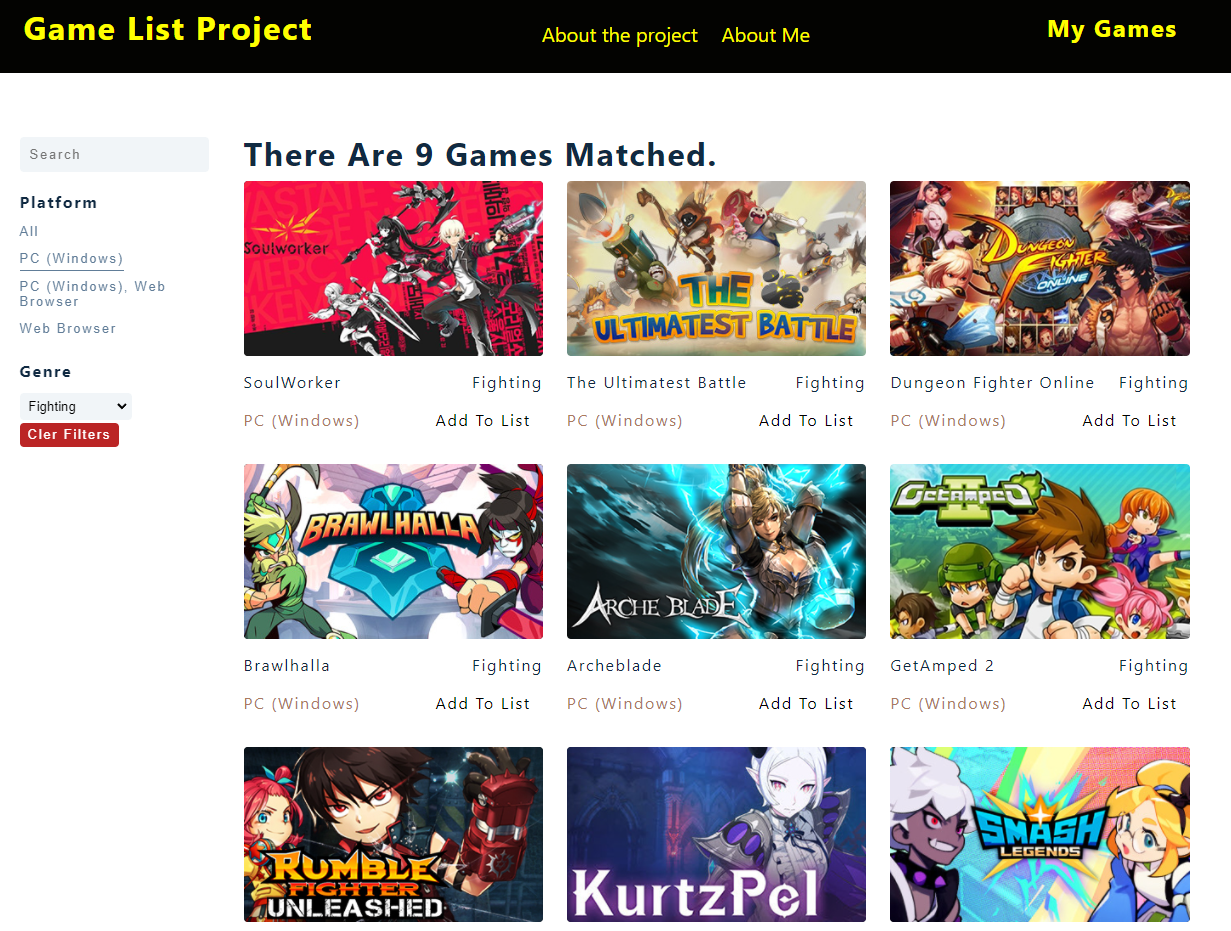 Game List Project
About the project
About Me
My Games
Search
Platform
All
PC (Windows)
PC (Windows), Web
Browser
Web Browser
Genre
Fighting
Cler Filters
There Are 9 Games Matched.
Soulworker
THE
ULTIMATEST BATTLE
TM
DUNGEON
FIGHTER
ONLINE
SoulWorker
Fighting
The Ultimatest Battle
Fighting
Dungeon Fighter Online
Fighting
PC (Windows)
Add To List
PC (Windows)
Add To List
PC (Windows)
Add To List
BRAWLHALLA
ARCHE BLADE
GETAMPED
II
Brawlhalla
Fighting
Archeblade
Fighting
GetAmped 2
Fighting
PC (Windows)
Add To List
PC (Windows)
Add To List
PC (Windows)
Add To List
RUMBLE
FIGHTER
UNLEASHED
KurtzPel
SMASH
LEGENDS